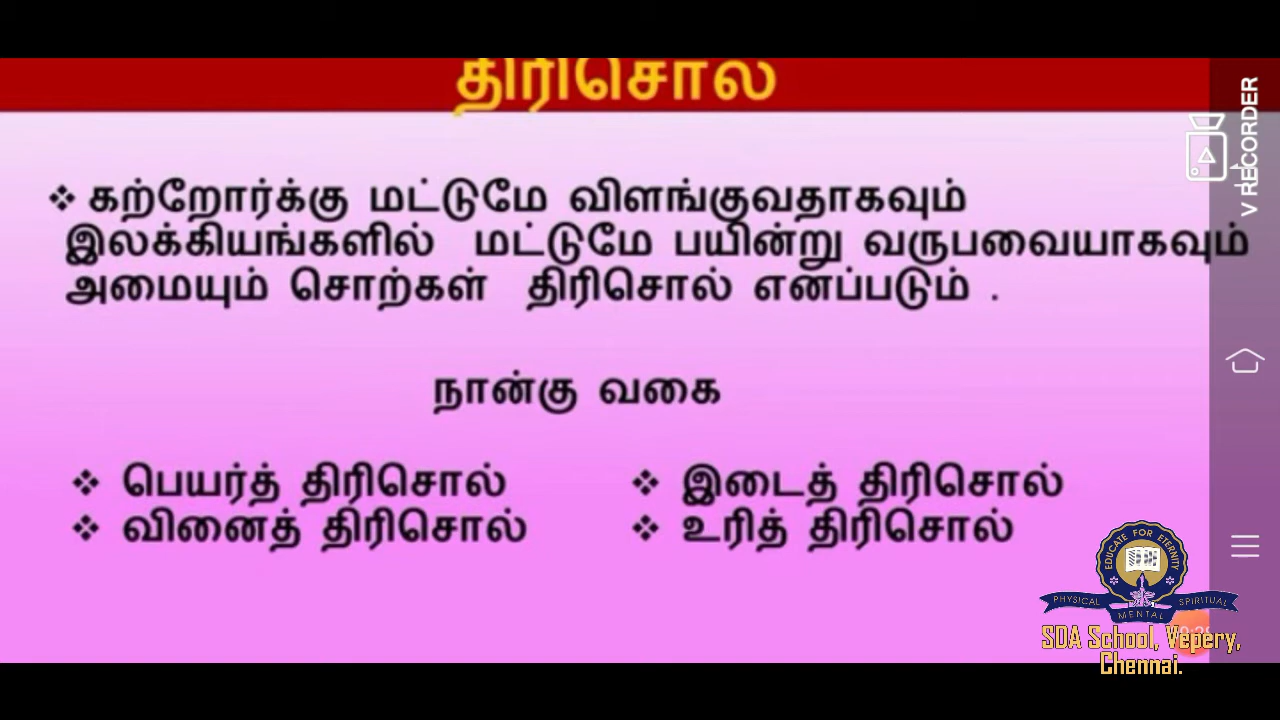 திரிசொல்
❖ கற்றோர்க்கு மட்டுமே விளங்குவதாகவும்
இலக்கியங்களில் மட்டுமே பயின்று வருபவையாகவும்
அமையும் சொற்கள் திரிசொல் எனப்படும் .
நான்கு வகை
❖ பெயர்த் திரிசொல்
❖ வினைத் திரிசொல்
❖ இடைத் திரிசொல்
❖ உரித் திரிசொல்
V RECORDER
EDUCATE FOR ETERNITY
PHYSICAL MENTAL SPIRITUAL
SDA School, Vepery,
Chennai.